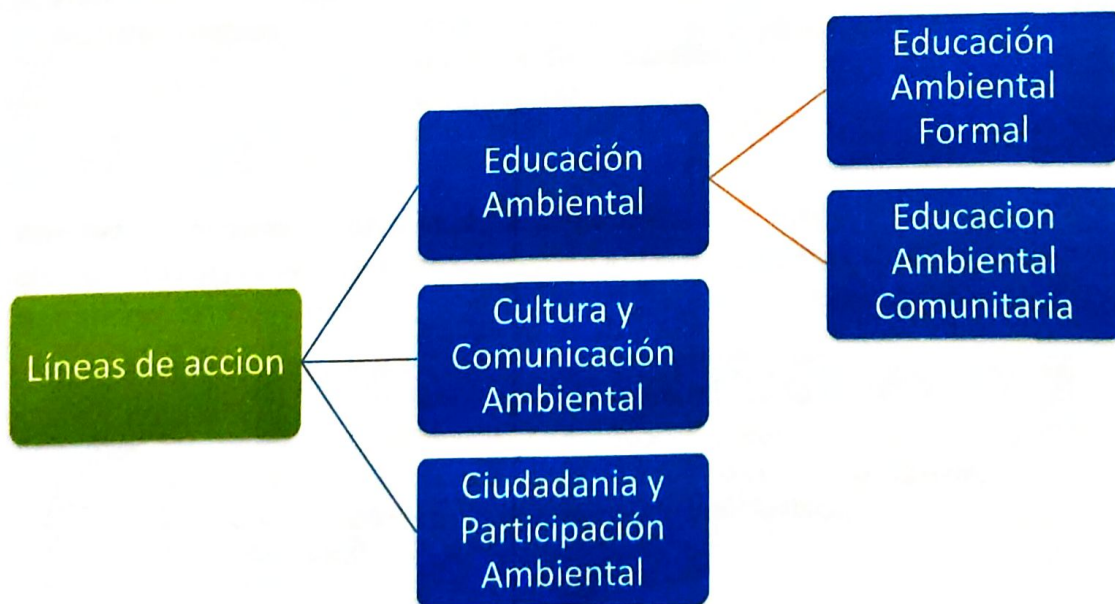 Líneas de accion
Educación
Ambiental
Cultura y
Comunicación
Ambiental
Ciudadania y
Participación
Ambiental
Educación
Ambiental
Formal
Educacion
Ambiental
Comunitaria